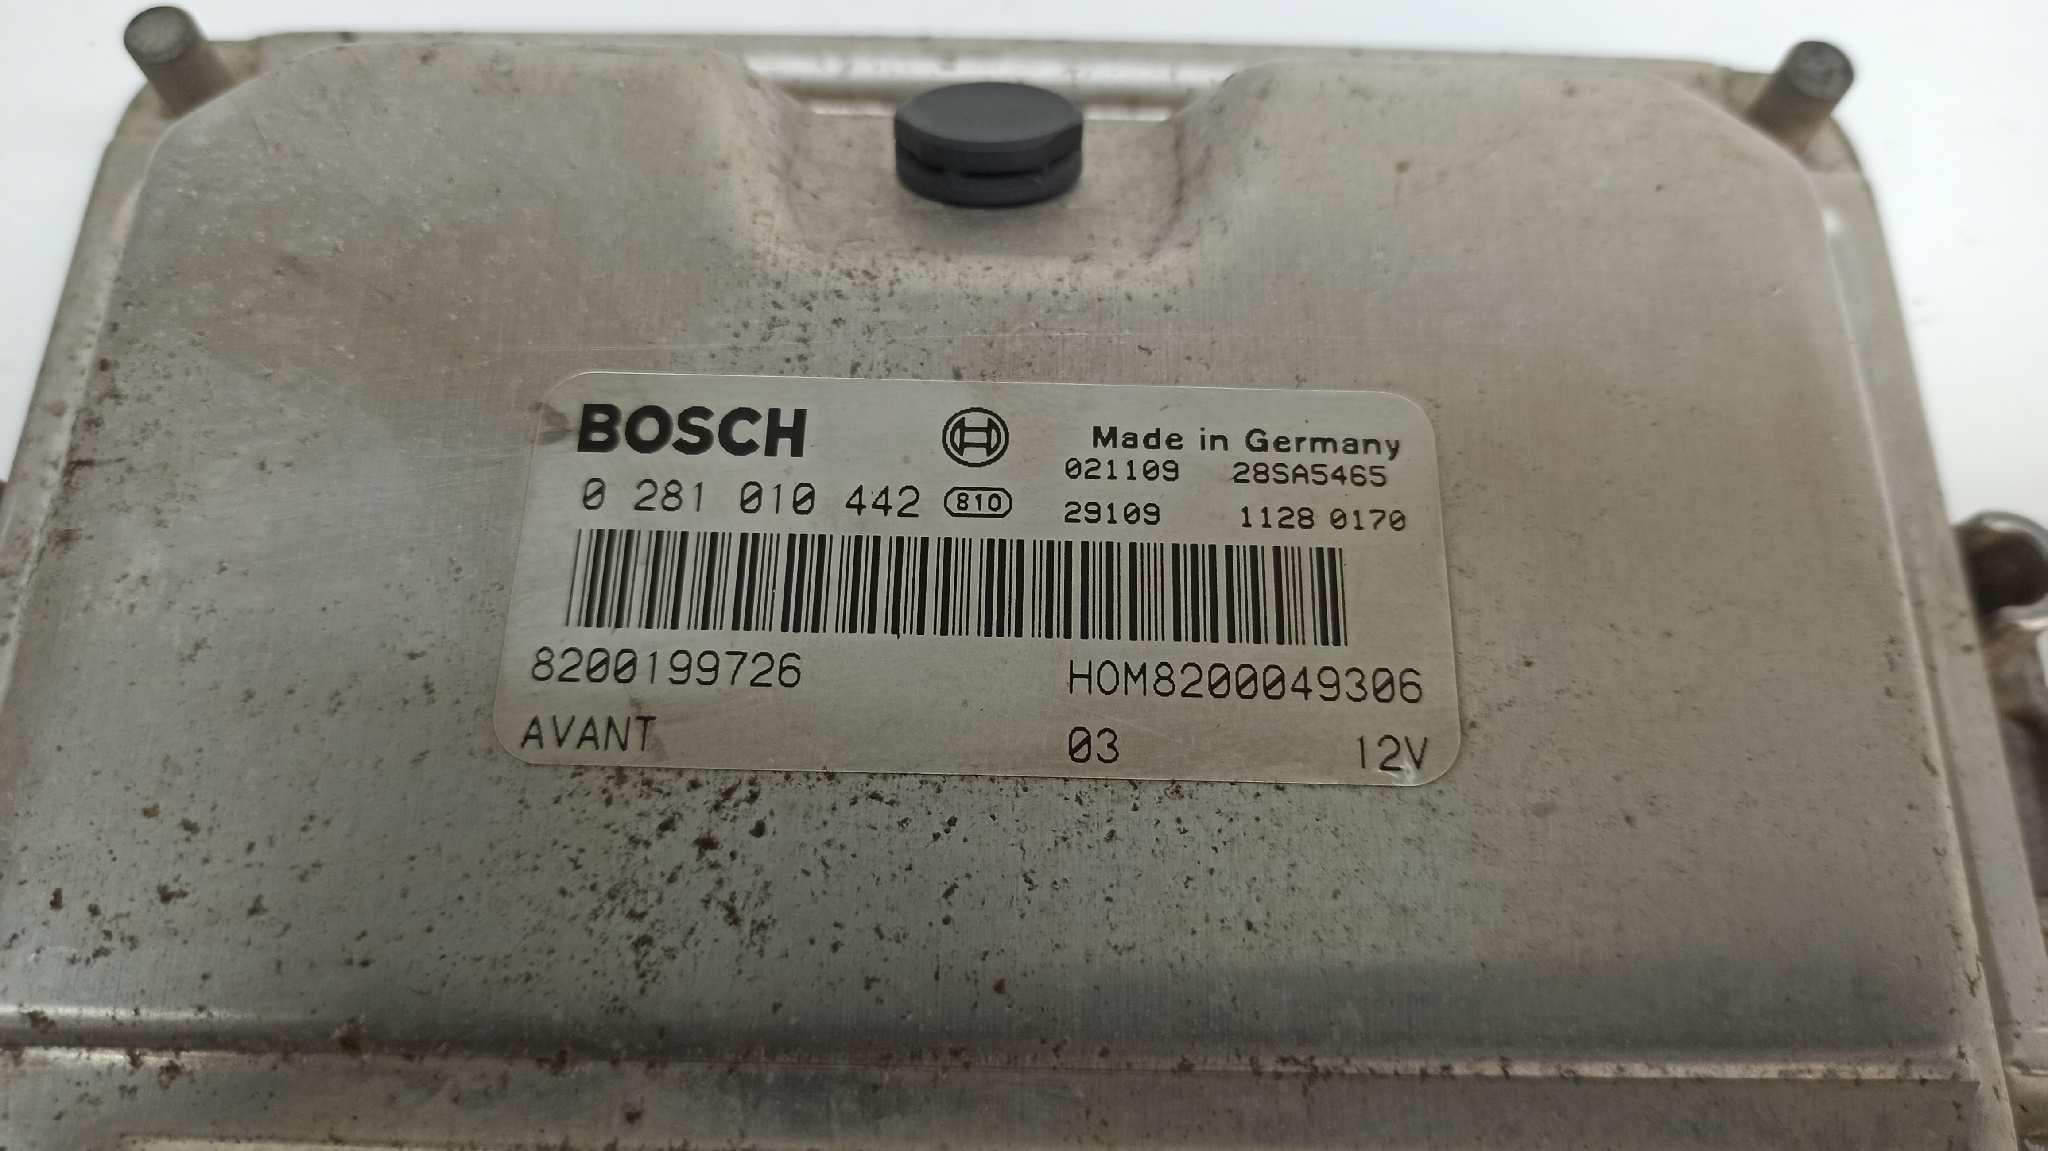 BOSCH Made in Germany
021109 28SA5465
0 281 010 442 810 29109 1128 0170
8200199726 HOM8200049306
AVANT 03 12V